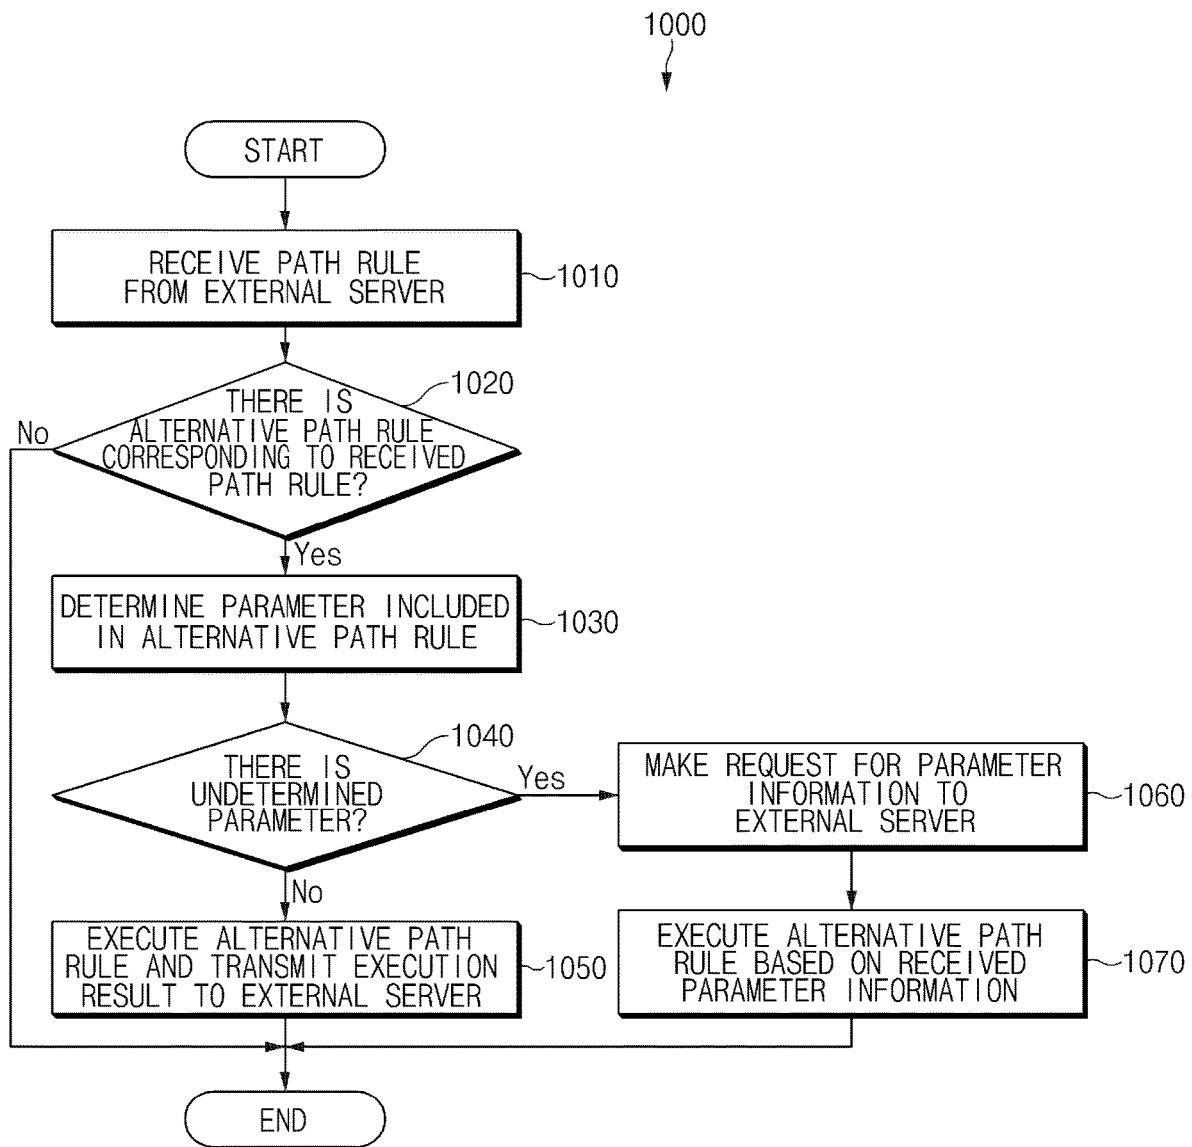 1000
START
RECEIVE PATH RULE
FROM EXTERNAL SERVER
1010
1020
THERE IS
ALTERNATIVE PATH RULE
CORRESPONDING TO RECEIVED
PATH RULE?
No
Yes
DETERMINE PARAMETER INCLUDED
IN ALTERNATIVE PATH RULE
1030
1040
THERE IS
UNDETERMINED
PARAMETER?
Yes
No
MAKE REQUEST FOR PARAMETER
INFORMATION TO
EXTERNAL SERVER
1060
EXECUTE ALTERNATIVE PATH
RULE AND TRANSMIT EXECUTION
RESULT TO EXTERNAL SERVER
1050
EXECUTE ALTERNATIVE PATH
RULE BASED ON RECEIVED
PARAMETER INFORMATION
1070
END